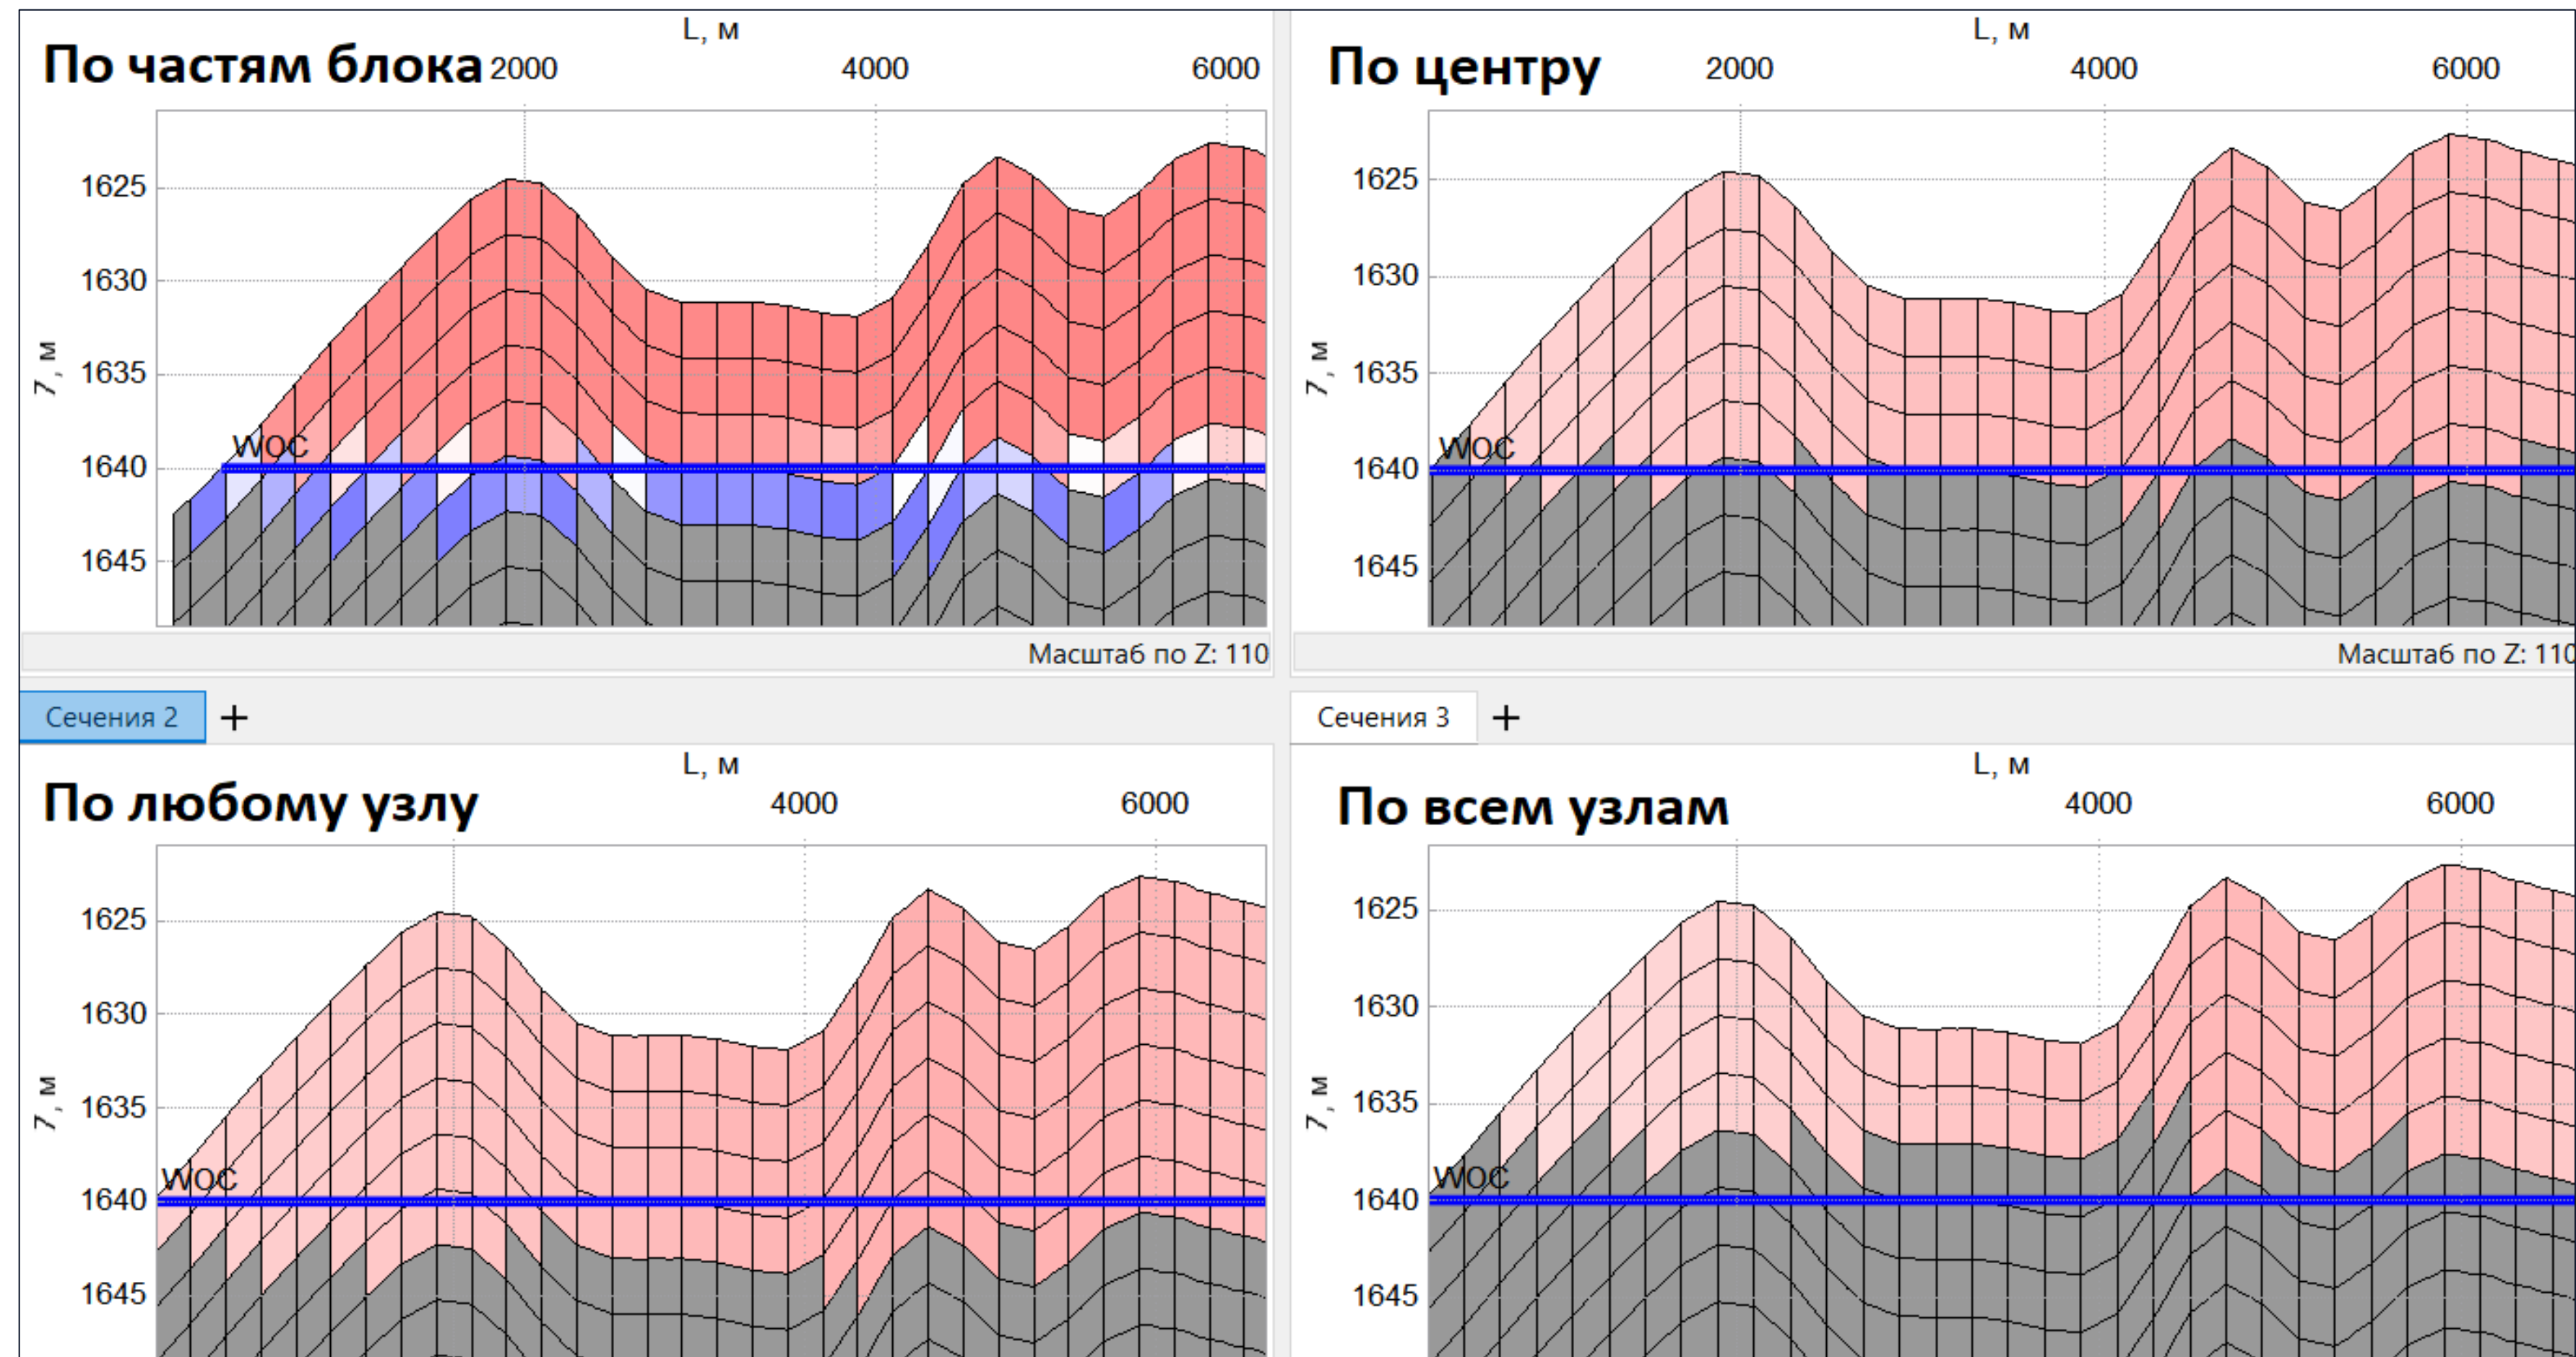 L, м
По частям блока 2000 4000 6000
1625
1630
1635
1640
1645
Z, м
WOC
Масштаб по Z: 110
L, м
По центру 2000 4000 6000
1625
1630
1635
1640
1645
Z, м
WOC
Масштаб по Z: 110
Сечения 2 +
L, м
По любому узлу 4000 6000
1625
1630
1635
1640
1645
Z, м
WOC
Сечения 3 +
L, м
По всем узлам 4000 6000
1625
1630
1635
1640
1645
Z, м
WOC